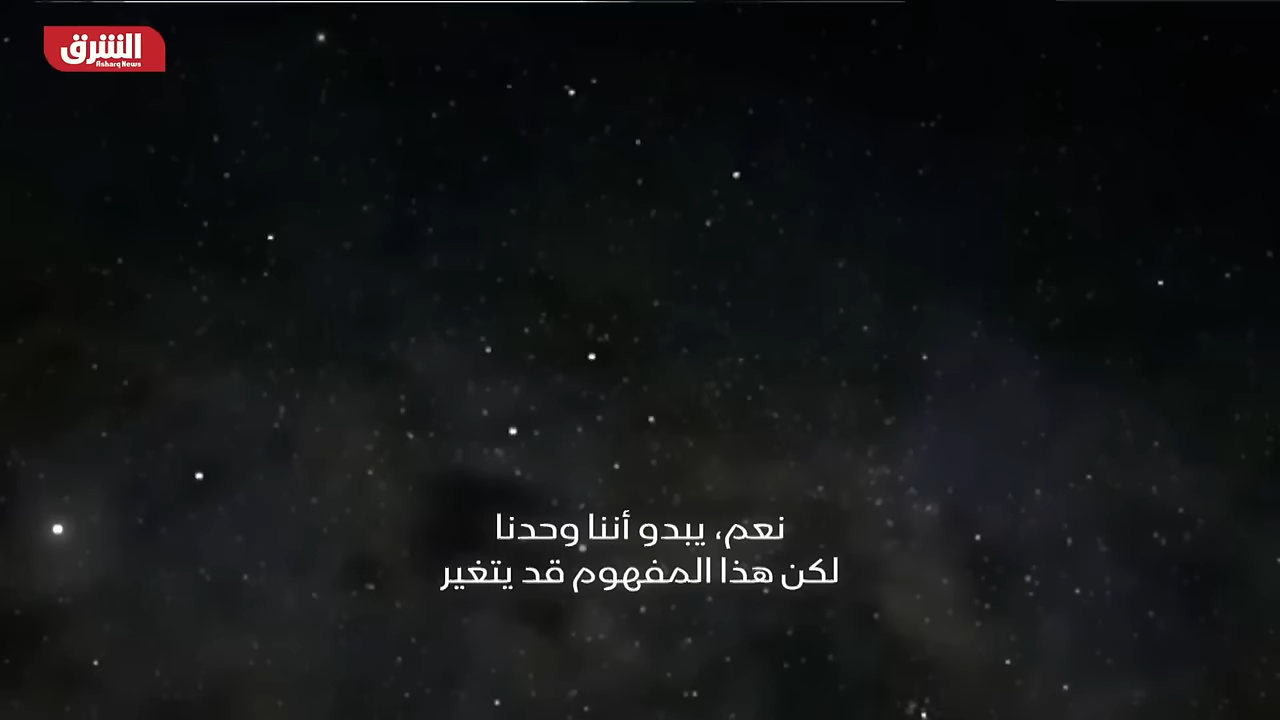 الشرق
Asharq News
نعم، يبدو أننا وحدنا
لكن هذا المفهوم قد يتغير